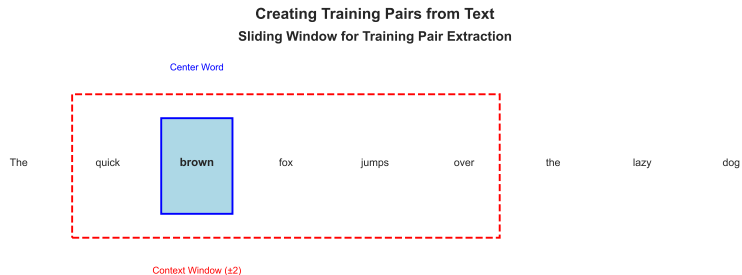 Creating Training Pairs from Text
Sliding Window for Training Pair Extraction
Center Word
The quick brown fox jumps over the lazy dog
Context Window (±2)